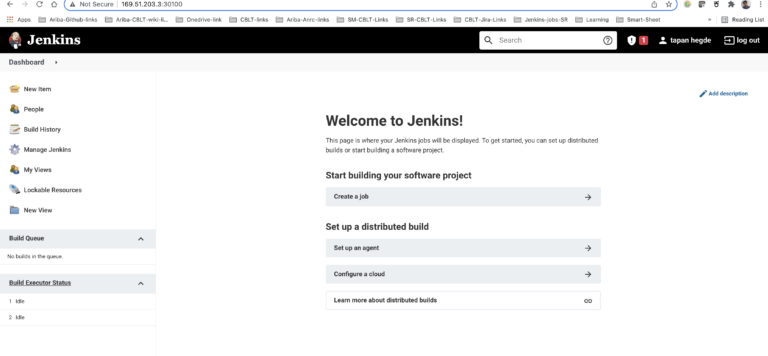 Not Secure | 169.51.203.3:30100
Apps
Ariba-Github-links
Ariba-CBLT-wiki-li...
Onedrive-link
CBLT-links
Ariba-Anrc-links
SM-CBLT-Links
SR-CBLT-Links
CBLT-Jira-Links
Jenkins-jobs-SR
Learning
Smart-Sheet
»
Reading List
Jenkins
Search
1
tapan hegde
log out
Dashboard
New Item
People
Build History
Manage Jenkins
My Views
Lockable Resources
New View
Build Queue
No builds in the queue.
Build Executor Status
1 Idle
2 Idle
Add description
Welcome to Jenkins!
This page is where your Jenkins jobs will be displayed. To get started, you can set up distributed
builds or start building a software project.
Start building your software project
Create a job
Set up a distributed build
Set up an agent
Configure a cloud
Learn more about distributed builds